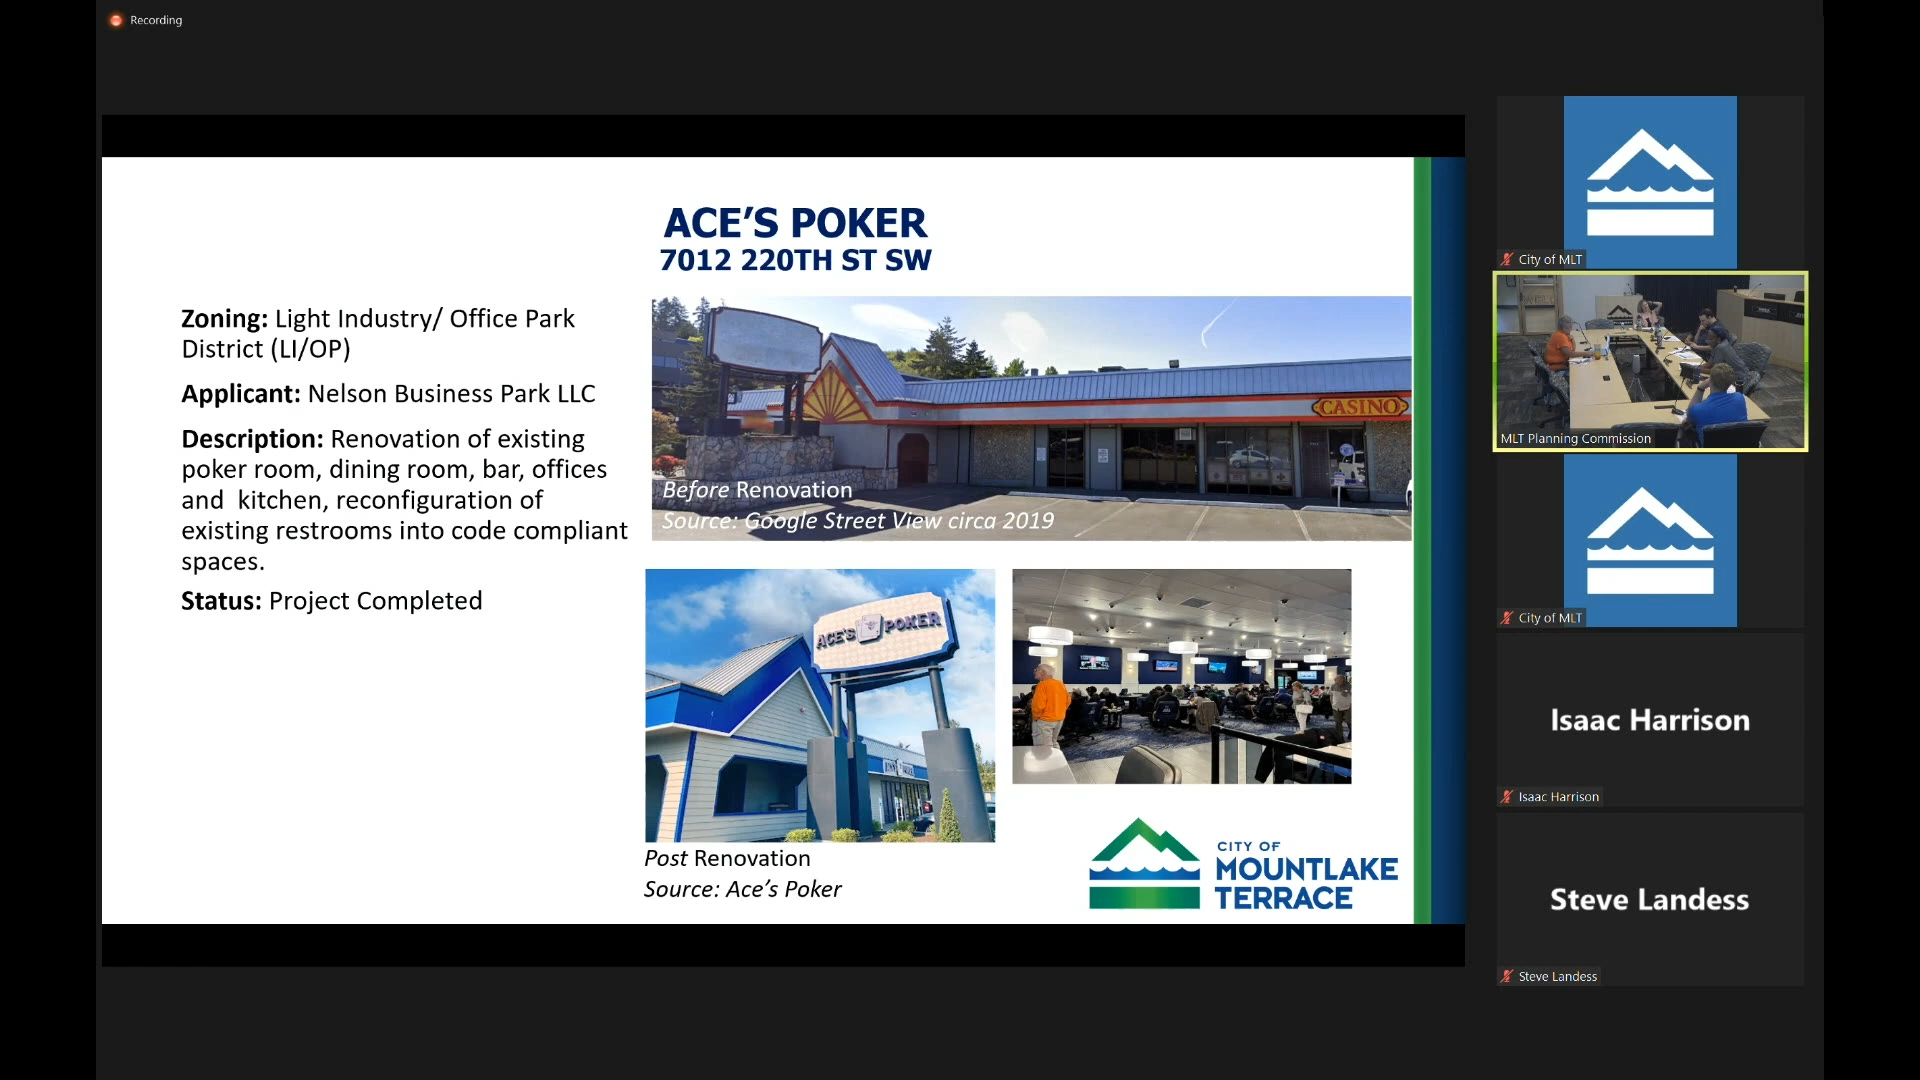 Recording
ACE'S POKER
7012 220TH ST SW
Zoning: Light Industry/ Office Park
District (LI/OP)
Applicant: Nelson Business Park LLC
Description: Renovation of existing
poker room, dining room, bar, offices
and kitchen, reconfiguration of
existing restrooms into code compliant
spaces.
Status: Project Completed
CASINO
Before Renovation
Source: Google Street View circa 2019
ACE'S POKER
Post Renovation
Source: Ace's Poker
CITY OF
MOUNTLAKE
TERRACE
City of MLT
MLT Planning Commission
City of MLT
Isaac Harrison
Isaac Harrison
Steve Landess
Steve Landess